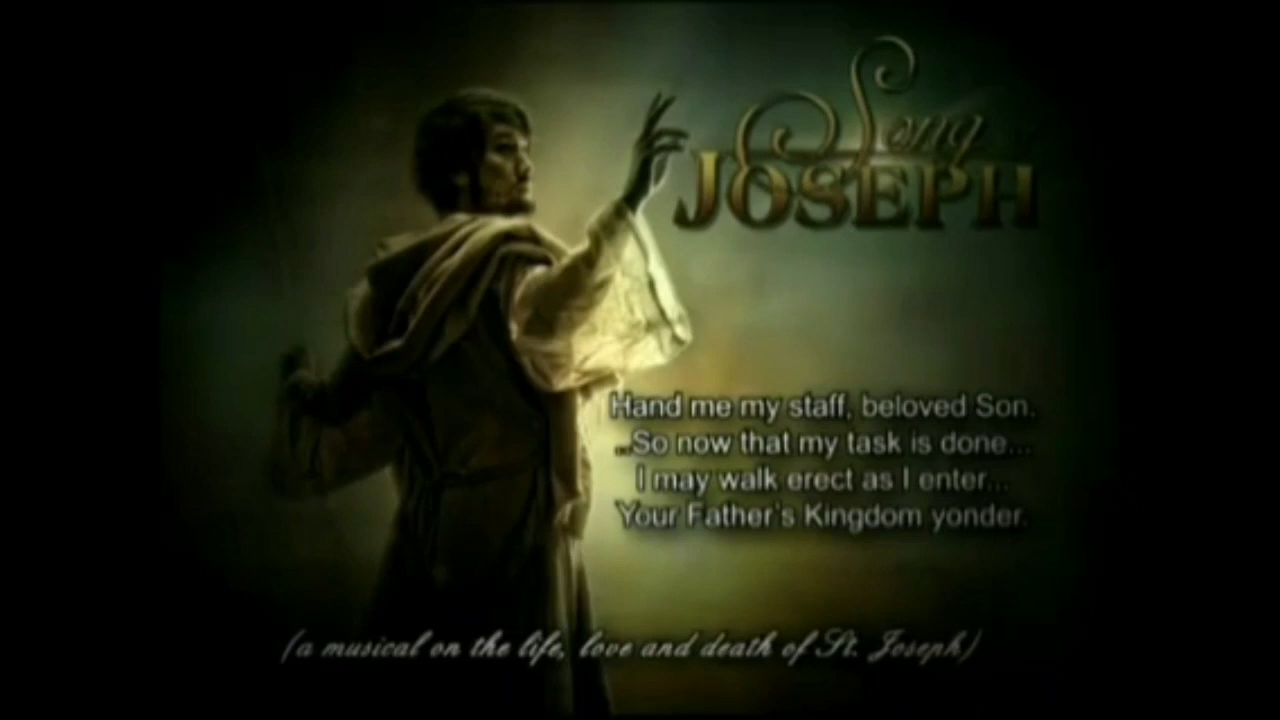 Song
JOSEPH
Hand me my staff, beloved Son.
..So now that my task is done...
I may walk erect as I enter...
Your Father's Kingdom yonder.
(a musical on the life, love and death of St. Joseph)